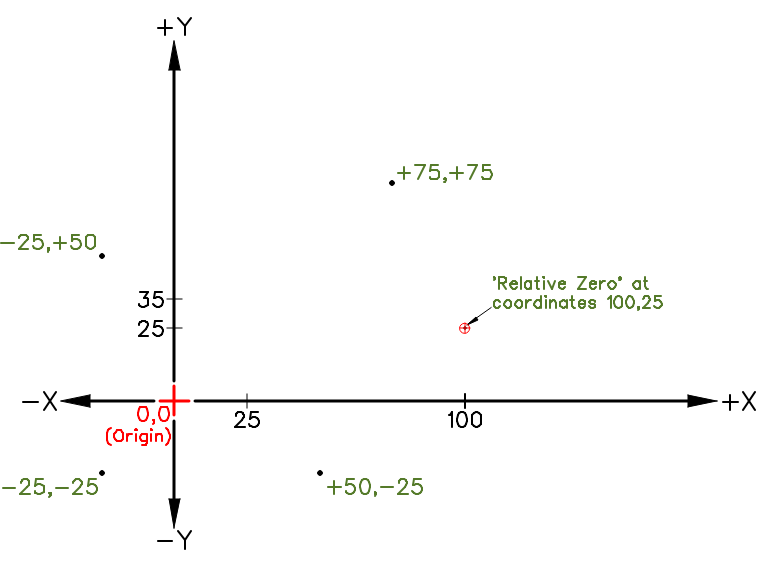 +Y
+75,+75
−25,+50
'Relative Zero' at
coordinates 100,25
35
25
−X
+X
0,0
(Origin)
25
100
−25,−25
+50,−25
−Y